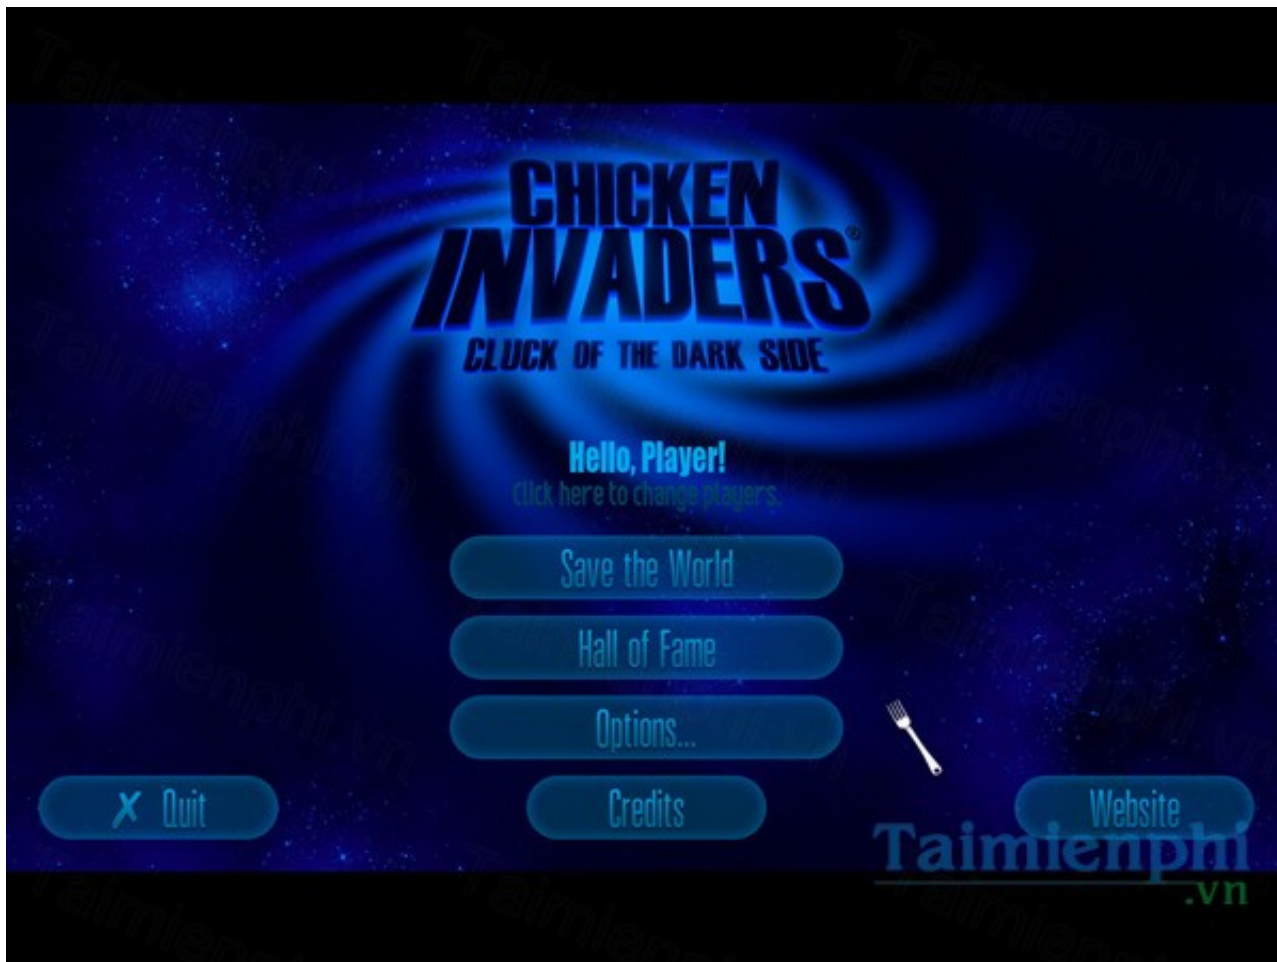 CHICKEN
INVADERS®
CLUCK OF THE DARK SIDE
Hello, Player!
Click here to change players.
Save the World
Hall of Fame
Options...
X Quit
Credits
Website
Taimienphi
.vn